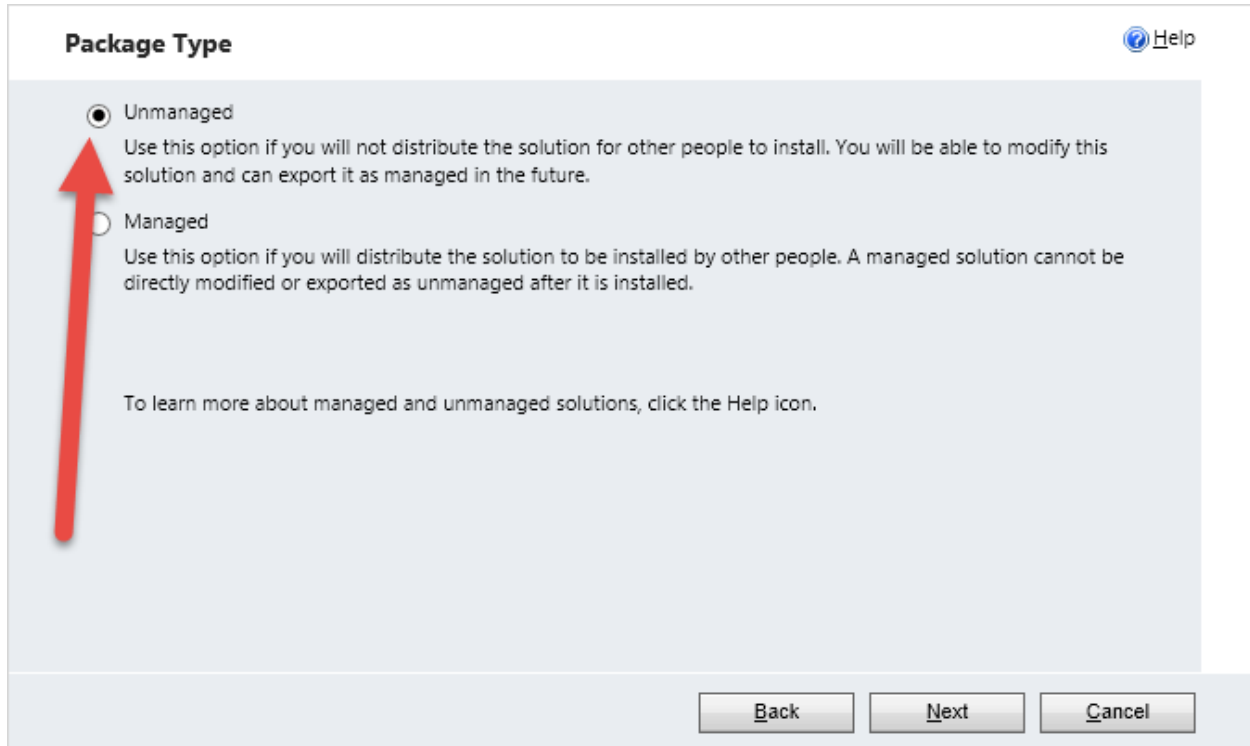 Package Type
Help
Unmanaged
Use this option if you will not distribute the solution for other people to install. You will be able to modify this
solution and can export it as managed in the future.
Managed
Use this option if you will distribute the solution to be installed by other people. A managed solution cannot be
directly modified or exported as unmanaged after it is installed.
To learn more about managed and unmanaged solutions, click the Help icon.
Back
Next
Cancel